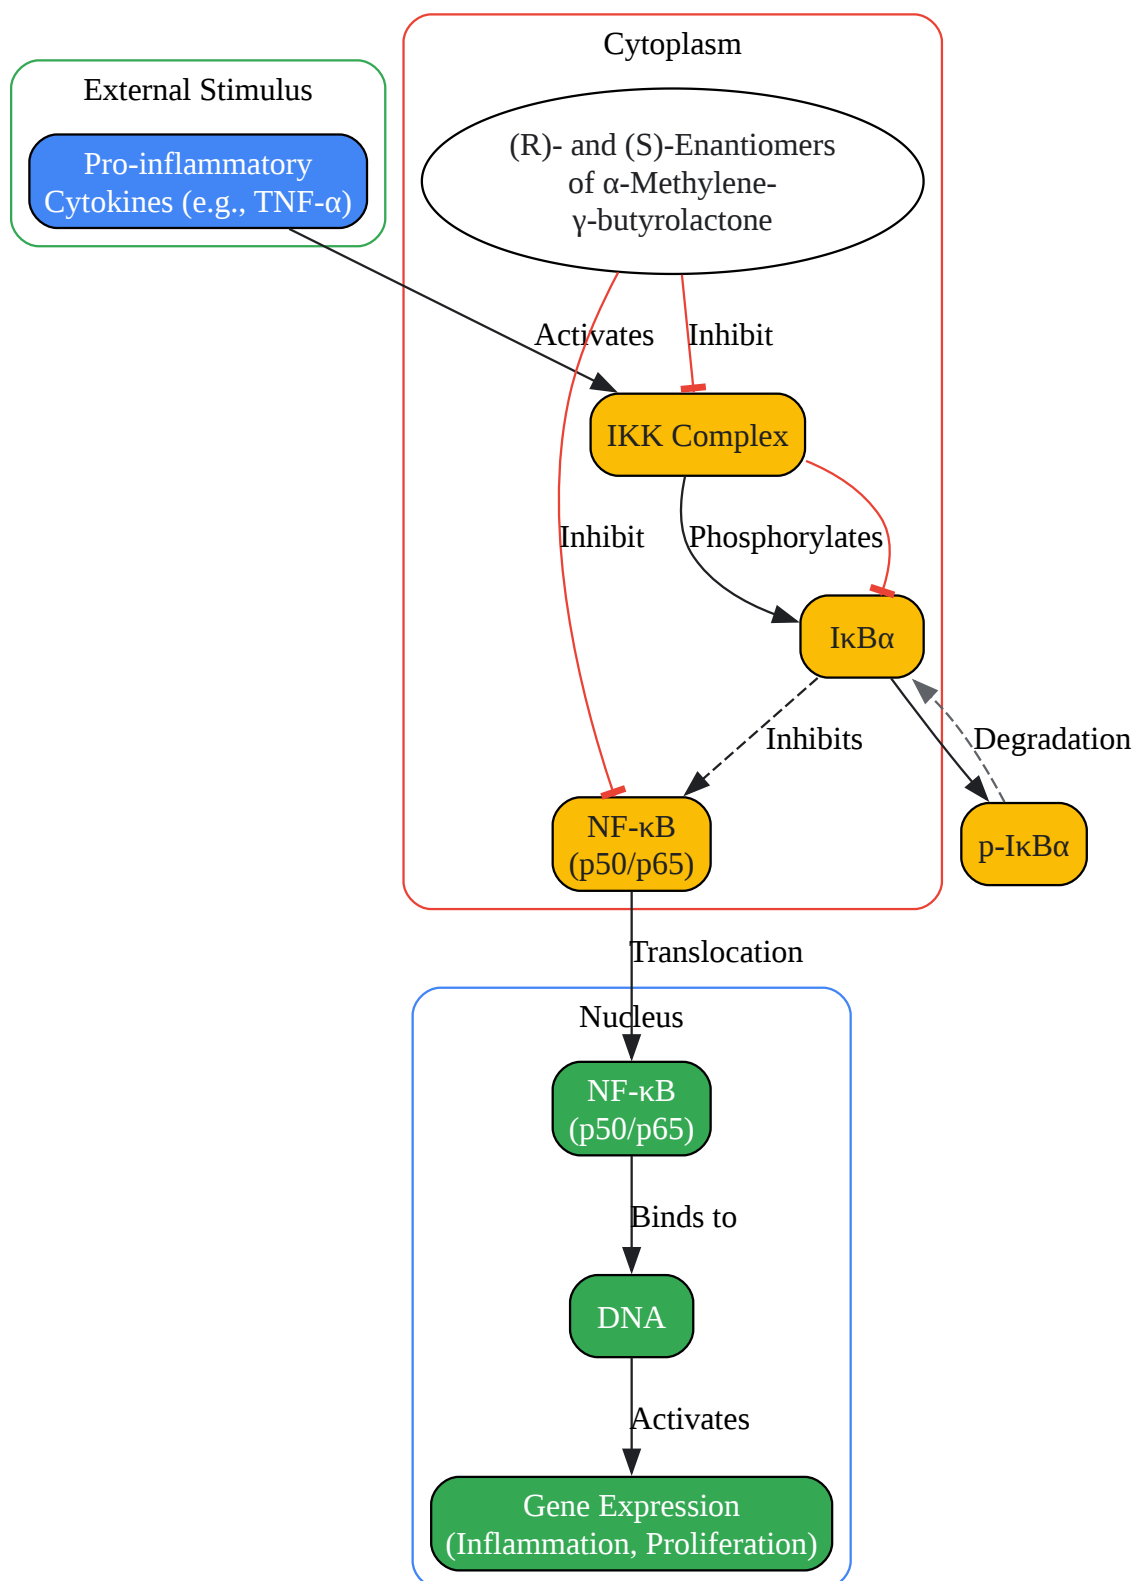 Cytoplasm
External Stimulus
Pro-inflammatory
Cytokines (e.g., TNF-α)
(R)- and (S)-Enantiomers
of α-Methylene-
γ-butyrolactone
Activates
Inhibit
IKK Complex
Inhibit
Phosphorylates
IκBα
Inhibits
Degradation
NF-κB
(p50/p65)
p-IκBα
Translocation
Nucleus
NF-κB
(p50/p65)
Binds to
DNA
Activates
Gene Expression
(Inflammation, Proliferation)